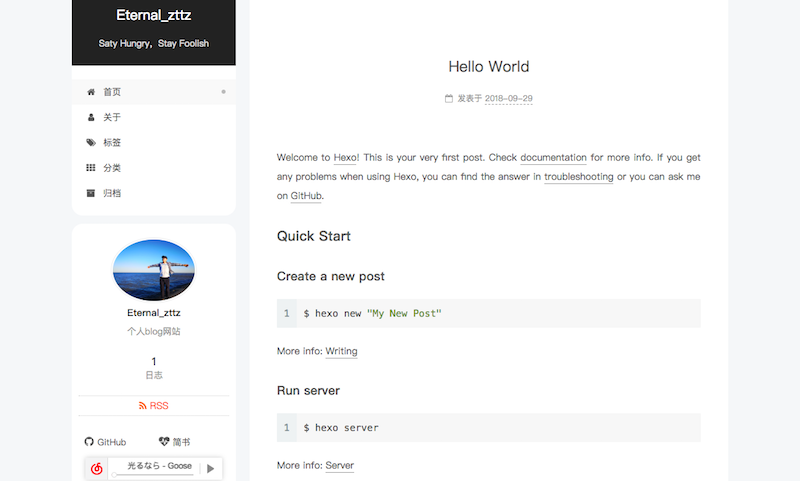 Eternal_zttz
Saty Hungry，Stay Foolish
首页
关于
标签
分类
归档
Eternal_zttz
个人blog网站
1
日志
RSS
GitHub
简书
光るなら - Goose
Hello World
发表于 2018-09-29
Welcome to Hexo! This is your very first post. Check documentation for more info. If you get
any problems when using Hexo, you can find the answer in troubleshooting or you can ask me
on GitHub.
Quick Start
Create a new post
1 $ hexo new "My New Post"
More info: Writing
Run server
1 $ hexo server
More info: Server